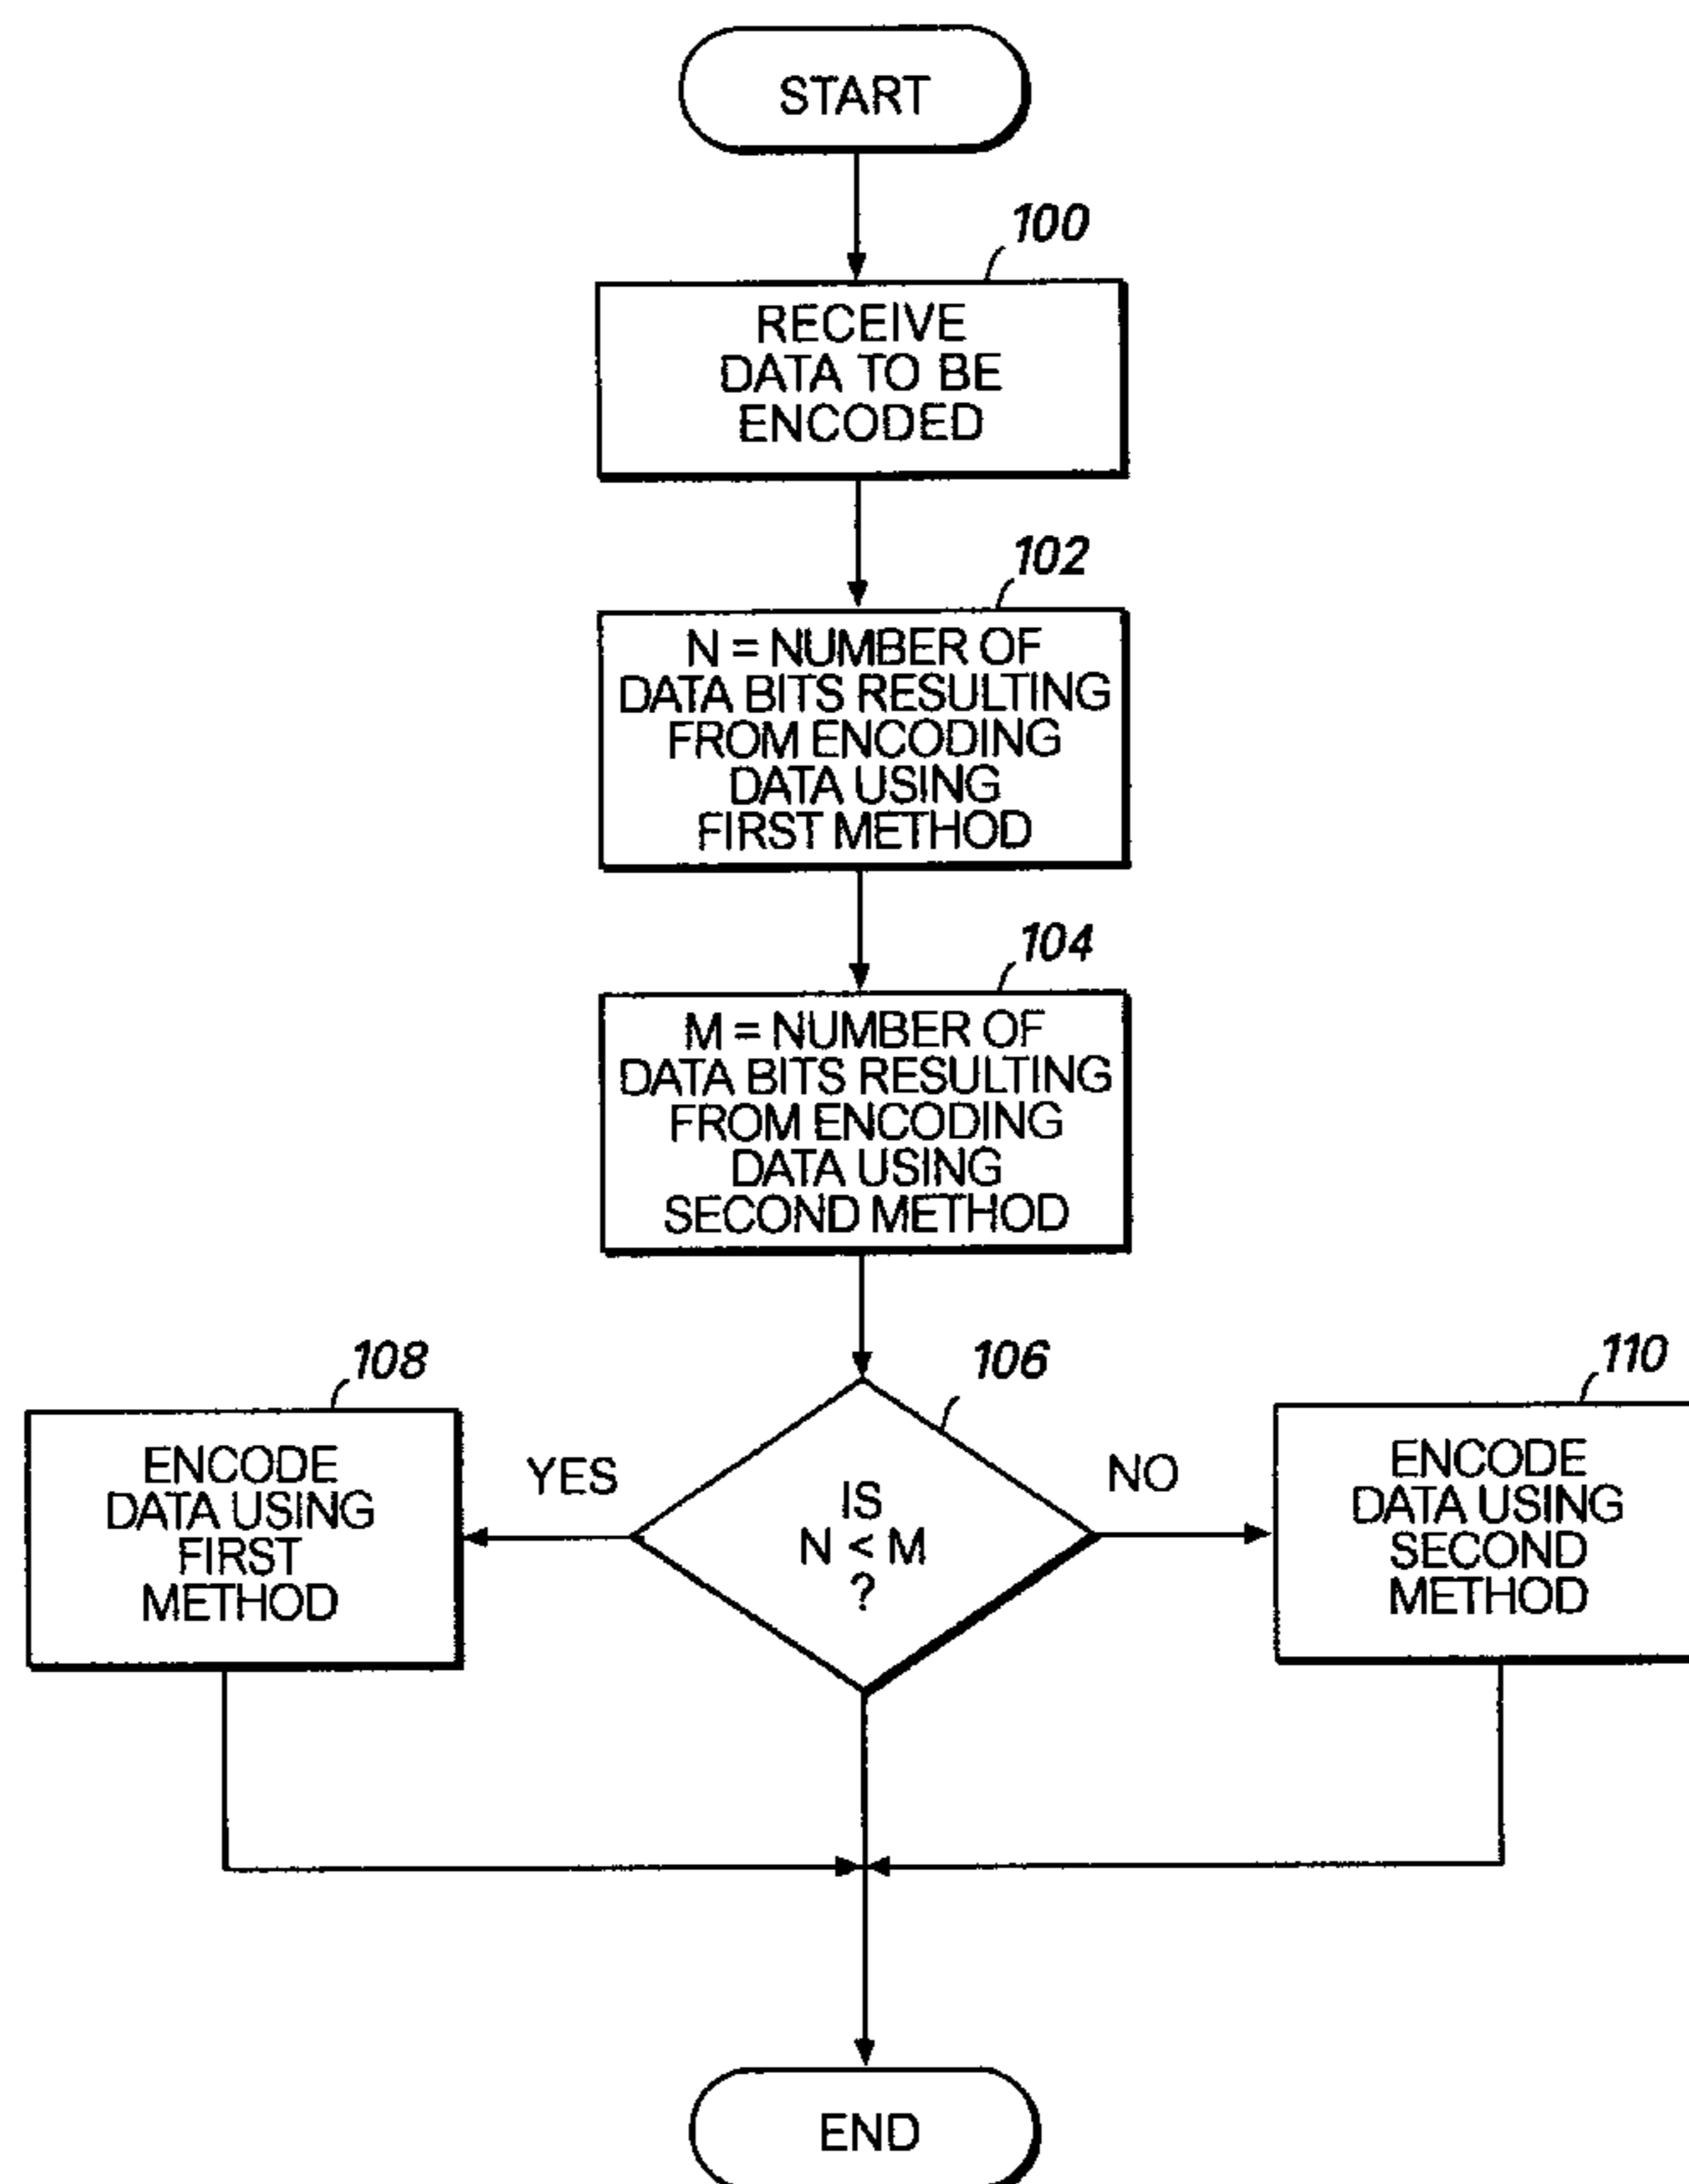 START
100
RECEIVE
DATA TO BE
ENCODED
102
N = NUMBER OF
DATA BITS RESULTING
FROM ENCODING
DATA USING
FIRST METHOD
104
M = NUMBER OF
DATA BITS RESULTING
FROM ENCODING
DATA USING
SECOND METHOD
108
ENCODE
DATA USING
FIRST
METHOD
YES
106
IS
N < M
?
NO
110
ENCODE
DATA USING
SECOND
METHOD
END